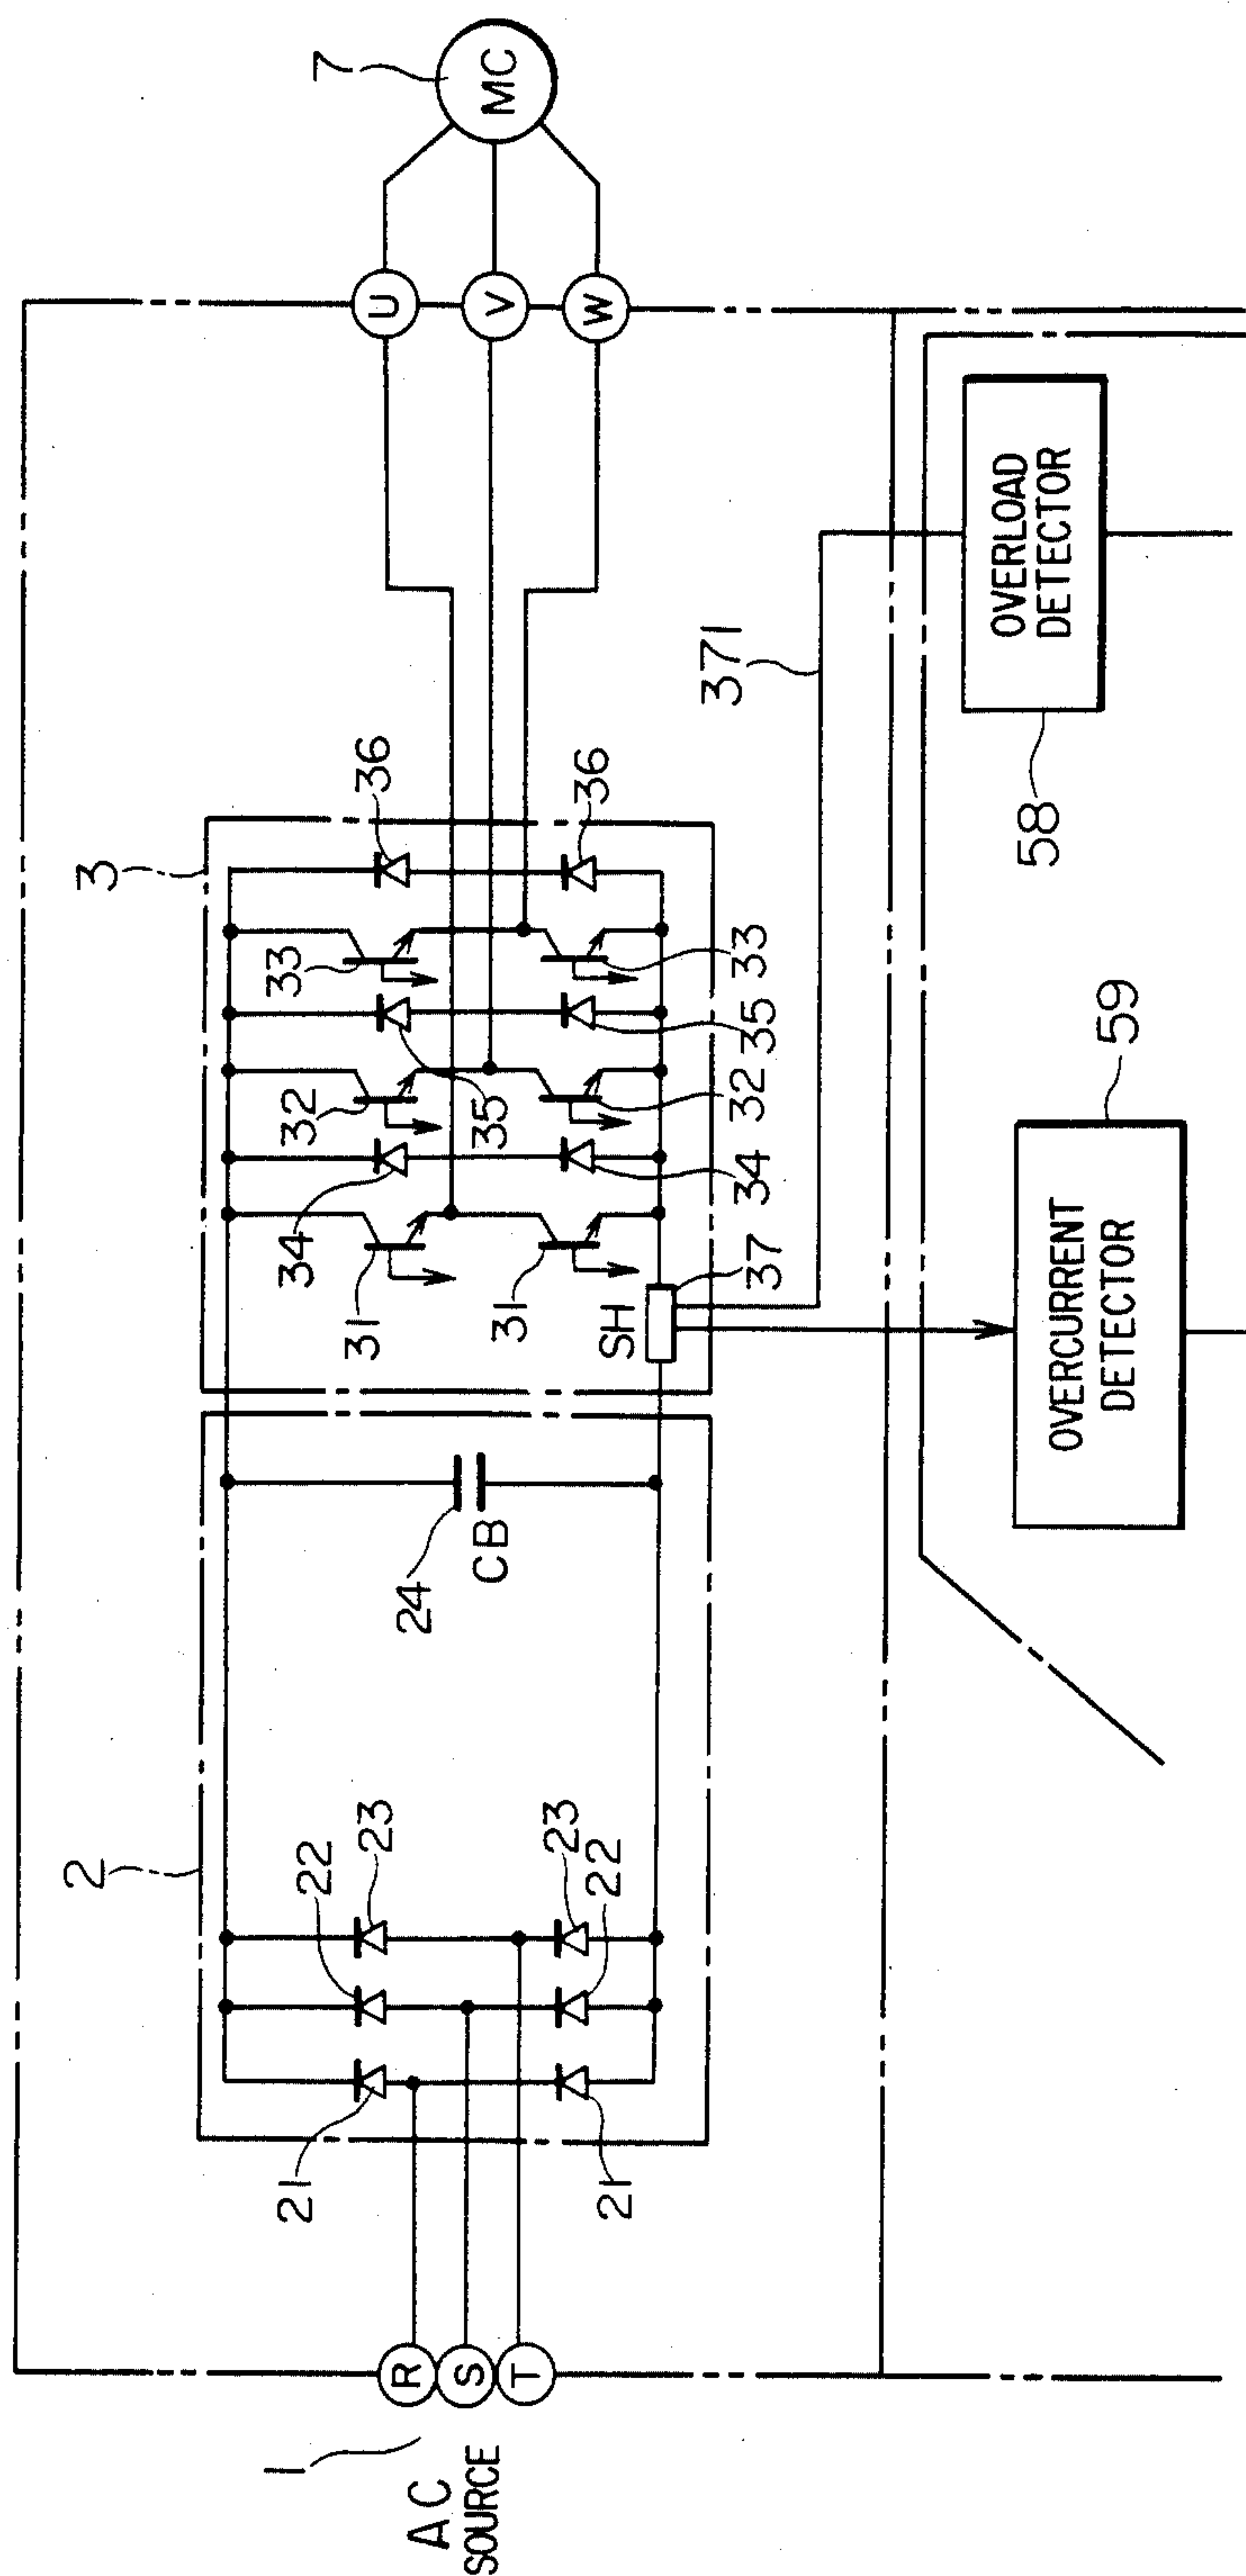 1
AC
SOURCE
R
S
T
2
21
22
23
21
22
23
24
CB
3
31
34
32
35
33
36
31
34
32
35
33
36
SH
37
371
U
V
W
7
MC
OVERCURRENT
DETECTOR
59
OVERLOAD
DETECTOR
58